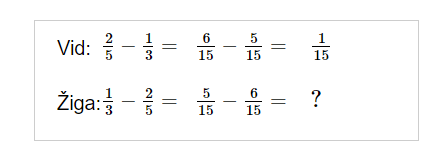 Vid: 2/5 − 1/3 = 6/15 − 5/15 = 1/15
Žiga: 1/3 − 2/5 = 5/15 − 6/15 = ?